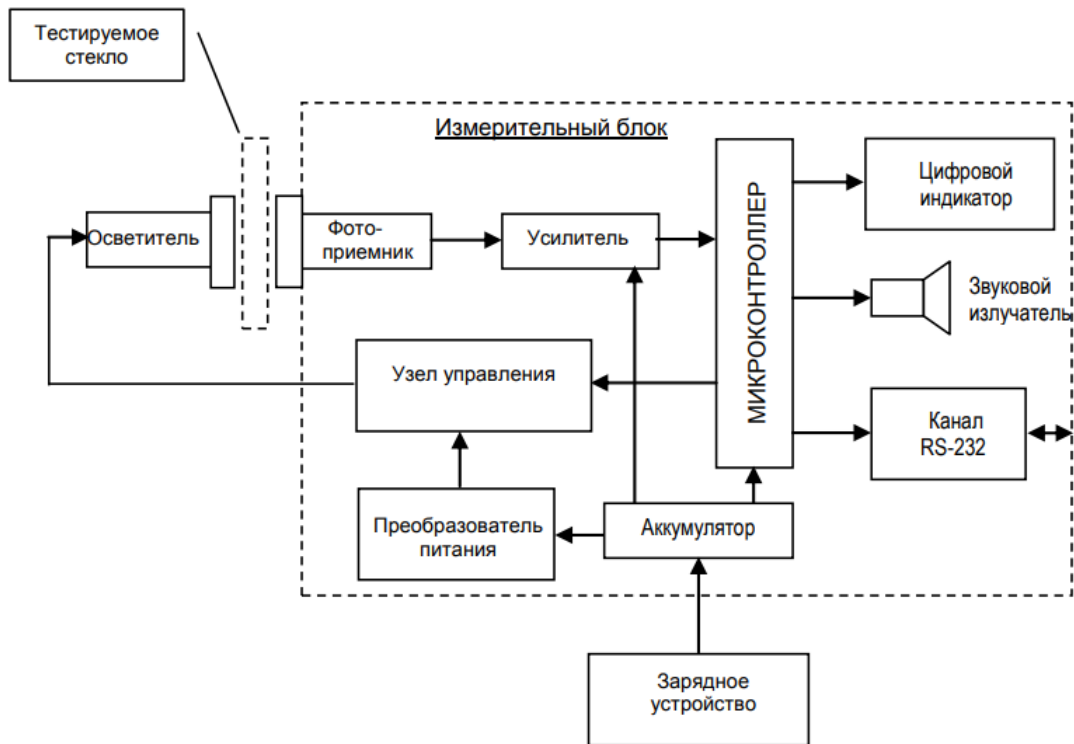 Тестируемое
стекло
Измерительный блок
Осветитель
Фото-
приемник
Усилитель
МИКРОКОНТРОЛЛЕР
Цифровой
индикатор
Звуковой
излучатель
Узел управления
Канал
RS-232
Преобразователь
питания
Аккумулятор
Зарядное
устройство